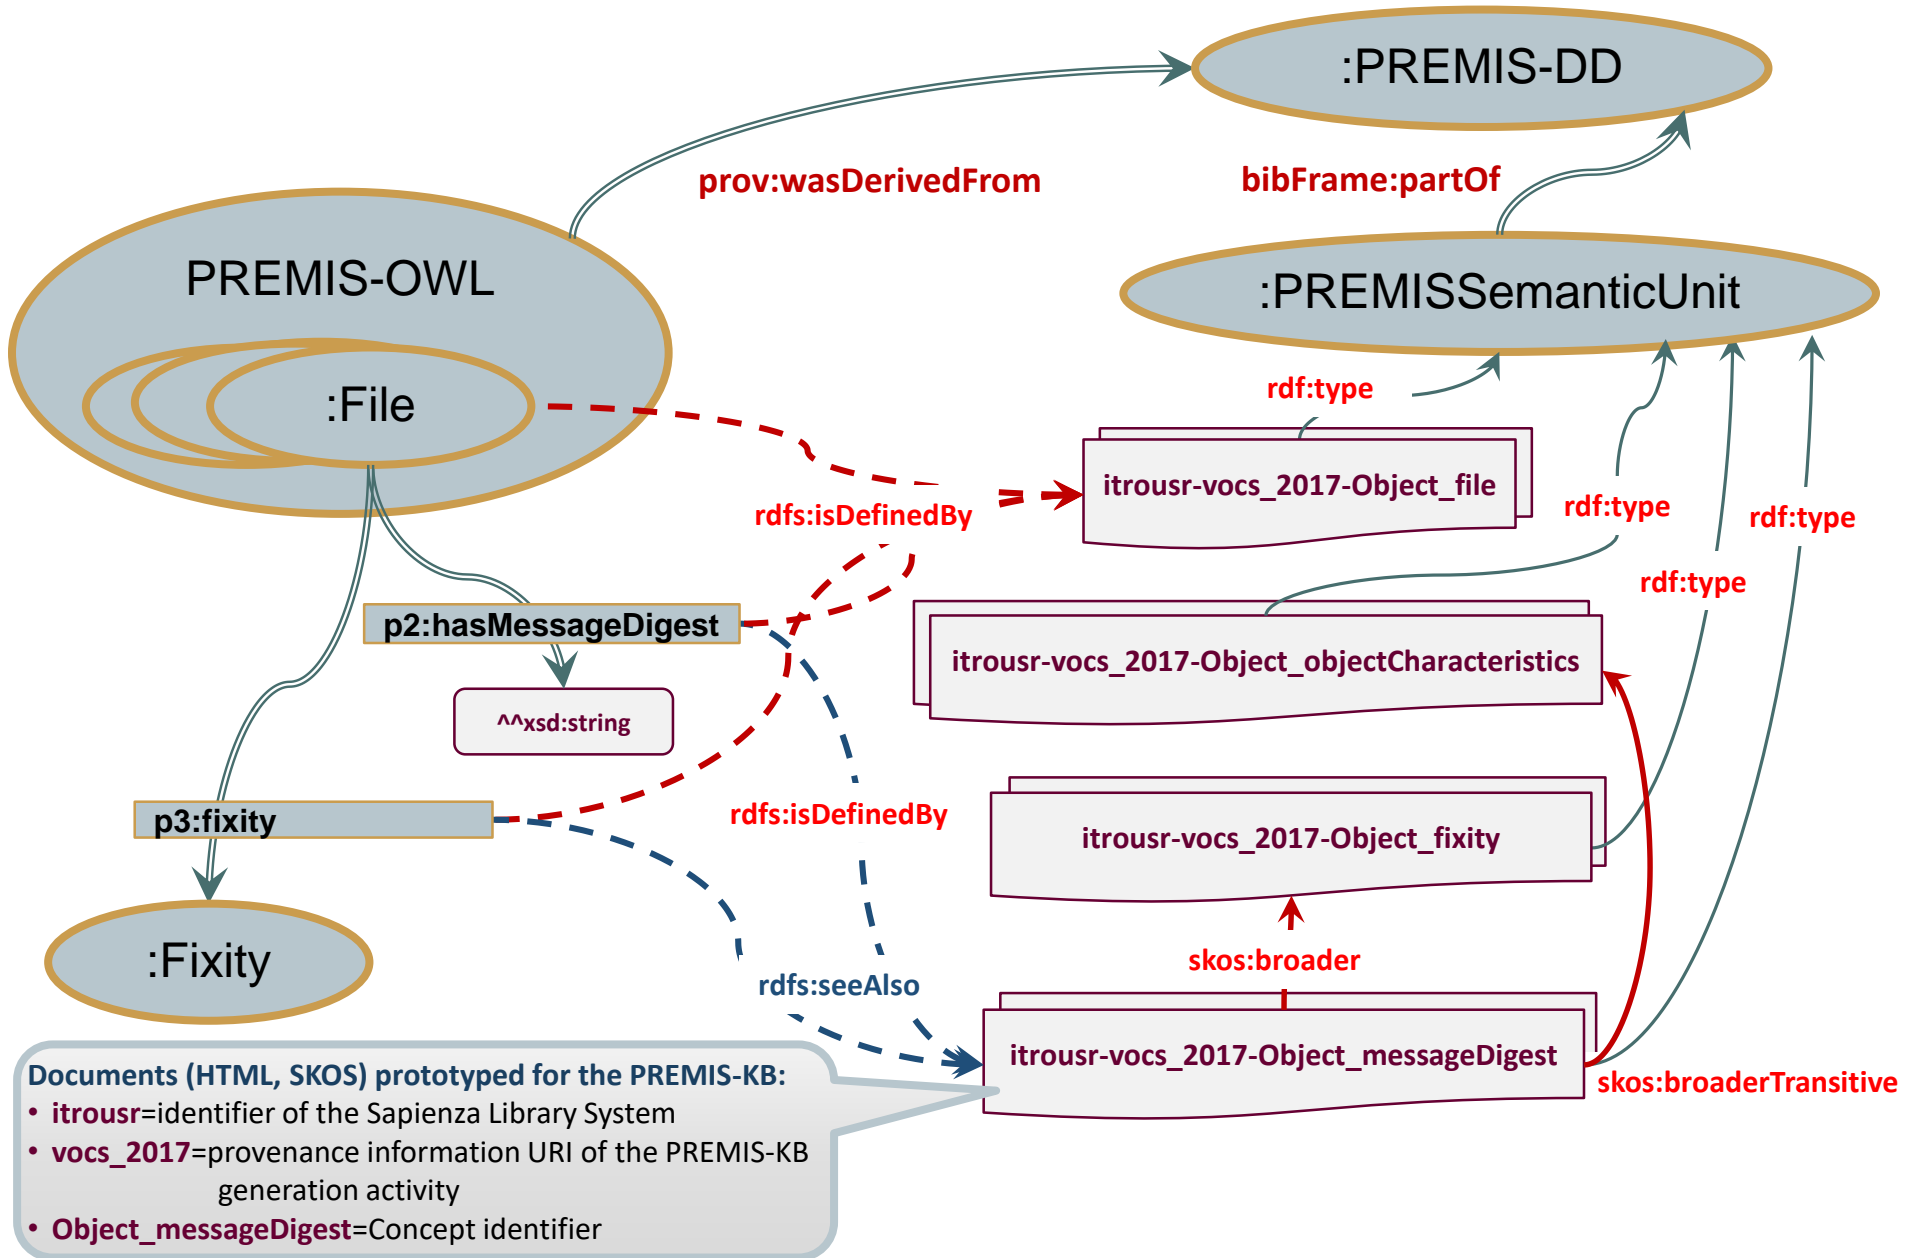 :PREMIS-DD
prov:wasDerivedFrom
bibFrame:partOf
PREMIS-OWL
:PREMISSemanticUnit
:File
rdf:type
itrousr-vocs_2017-Object_file
rdfs:isDefinedBy
rdf:type
rdf:type
rdf:type
p2:hasMessageDigest
itrousr-vocs_2017-Object_objectCharacteristics
^^xsd:string
p3:fixity
rdfs:isDefinedBy
itrousr-vocs_2017-Object_fixity
:Fixity
skos:broader
rdfs:seeAlso
itrousr-vocs_2017-Object_messageDigest
skos:broaderTransitive
Documents (HTML, SKOS) prototyped for the PREMIS-KB:
• itrousr=identifier of the Sapienza Library System
• vocs_2017=provenance information URI of the PREMIS-KB
generation activity
• Object_messageDigest=Concept identifier